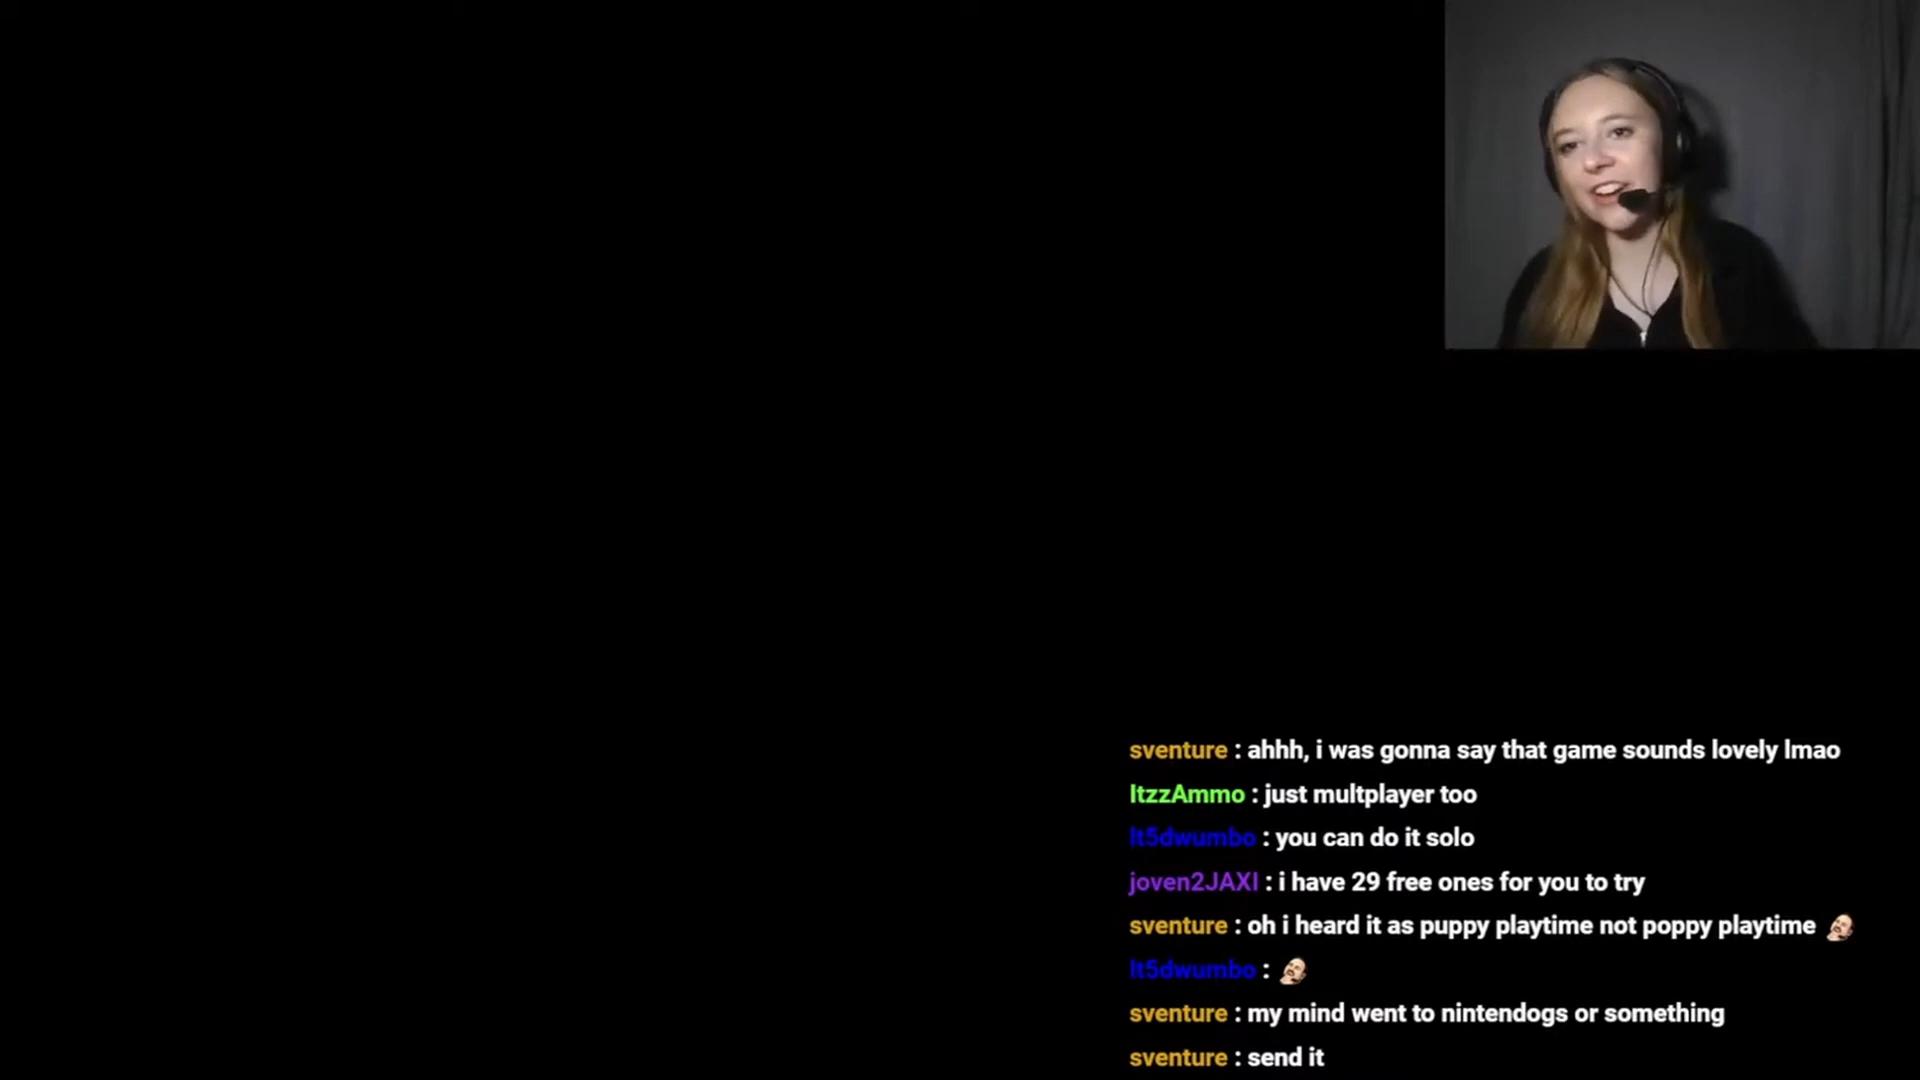 sventure : ahhh, i was gonna say that game sounds lovely lmao
ItzzAmmo : just multplayer too
lt5dwumbo : you can do it solo
joven2JAXI : i have 29 free ones for you to try
sventure : oh i heard it as puppy playtime not poppy playtime
lt5dwumbo :
sventure : my mind went to nintendogs or something
sventure : send it